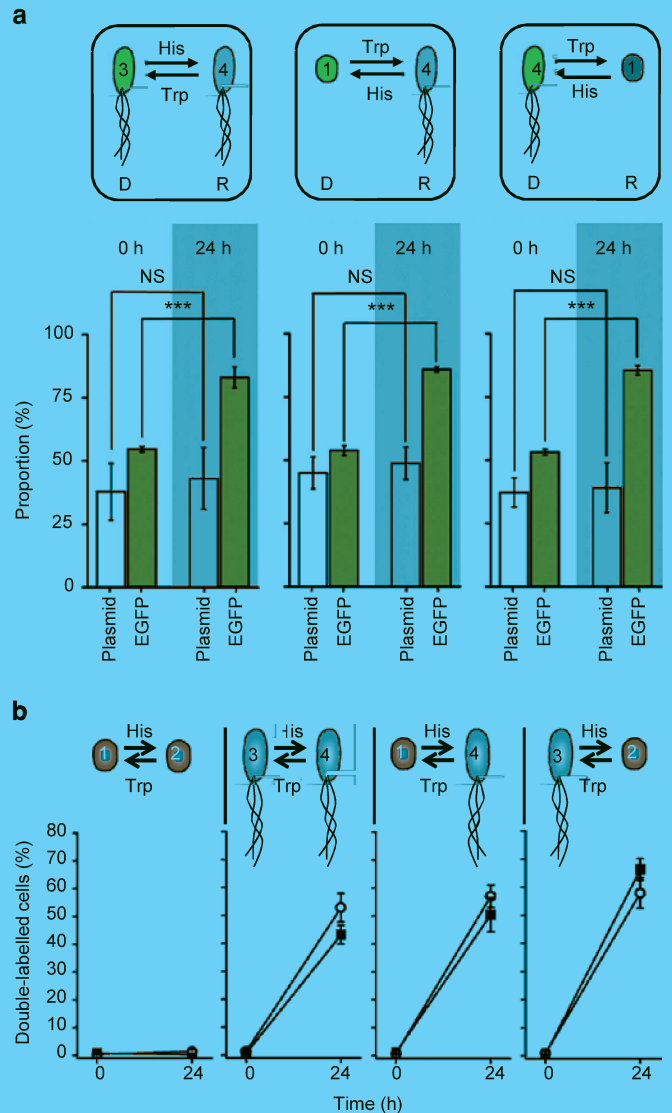 a
His
3 4
Trp
D R
Trp
1 4
His
D R
Trp
4 1
His
D R
0 h 24 h
NS
***
0 h 24 h
NS
***
0 h 24 h
NS
***
Proportion (%)
100
75
50
25
0
Plasmid
EGFP
Plasmid
EGFP
Plasmid
EGFP
Plasmid
EGFP
Plasmid
EGFP
Plasmid
EGFP
b
His
1 2
Trp
His
3 4
Trp
His
1 4
Trp
His
3 2
Trp
Double-labelled cells (%)
80
70
60
50
40
30
20
10
0
0 24
0 24
0 24
0 24
Time (h)